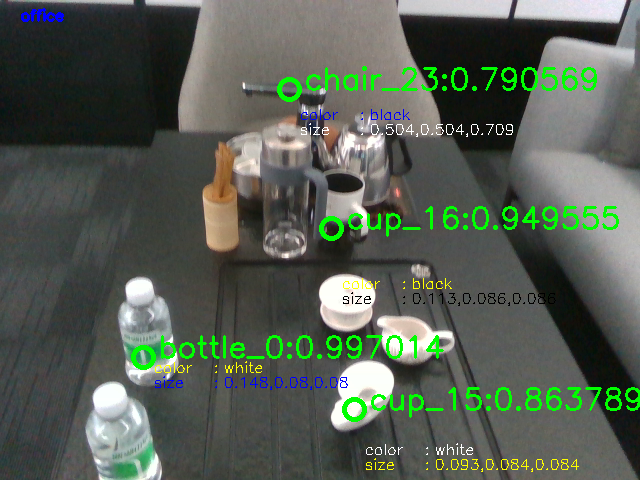 office
chair_23:0.790569
color : black
size : 0.504,0.504,0.709
cup_16:0.949555
color : black
size : 0.113,0.086,0.086
bottle_0:0.997014
color : white
size : 0.148,0.08,0.08
cup_15:0.863789
color : white
size : 0.093,0.084,0.084